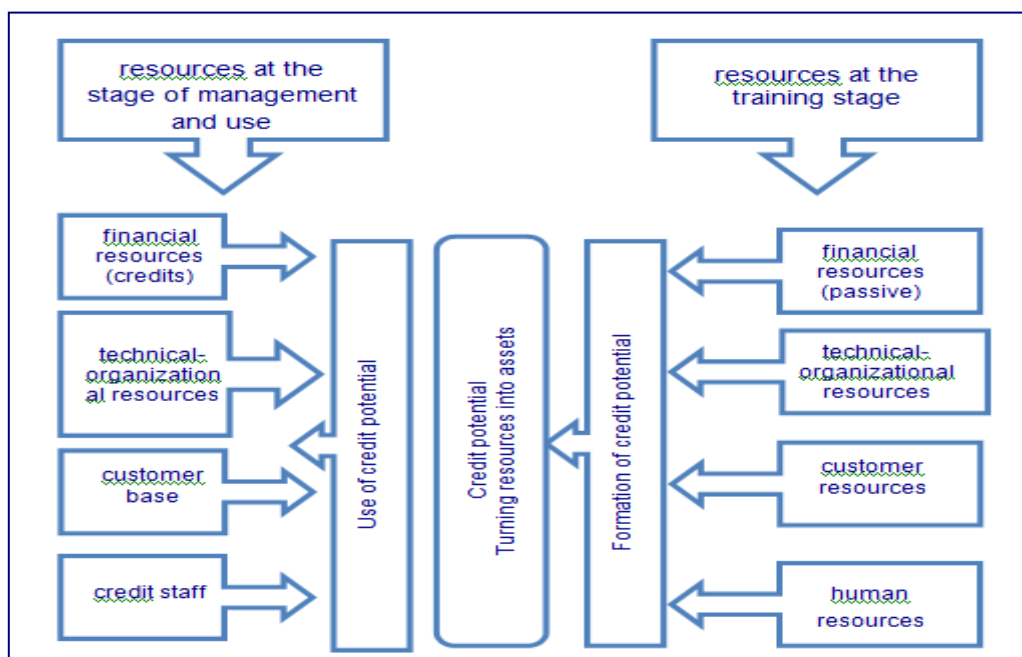 resources at the
stage of management
and use
resources at the
training stage
financial
resources
(credits)
technical-
organization
al resources
customer
base
credit staff
Use of credit potential
Credit potential
Turning resources into assets
Formation of credit potential
financial
resources
(passive)
technical-
organizational
resources
customer
resources
human
resources